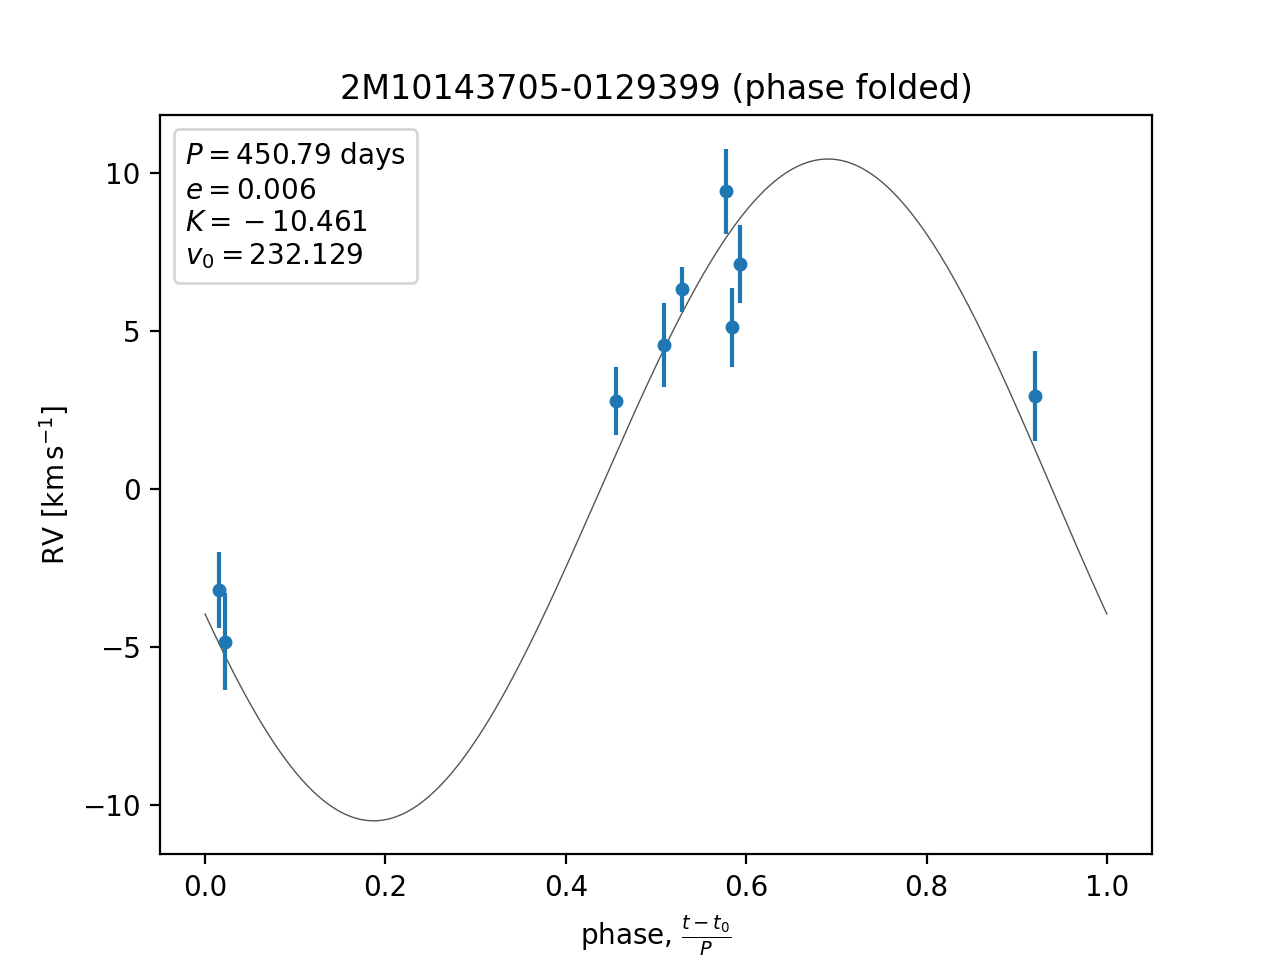 2M10143705-0129399 (phase folded)
P = 450.79 days
e = 0.006
K = −10.461
v₀ = 232.129
10
5
0
−5
−10
RV [km s⁻¹]
0.0 0.2 0.4 0.6 0.8 1.0
phase, (t − t₀)/P